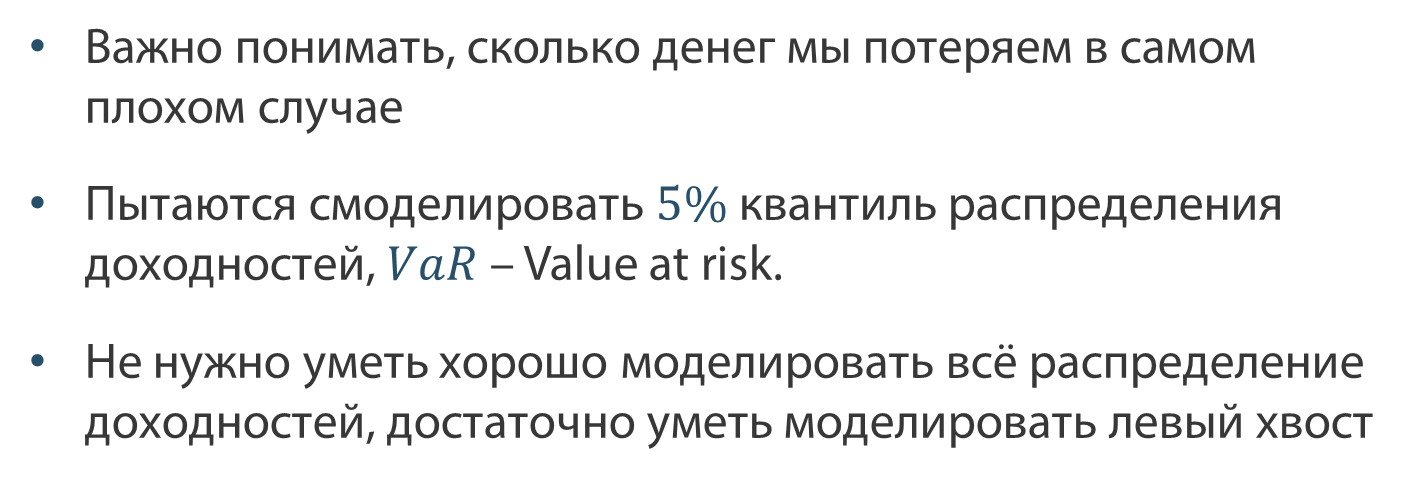 • Важно понимать, сколько денег мы потеряем в самом
плохом случае
• Пытаются смоделировать 5% квантиль распределения
доходностей, VaR – Value at risk.
• Не нужно уметь хорошо моделировать всё распределение
доходностей, достаточно уметь моделировать левый хвост